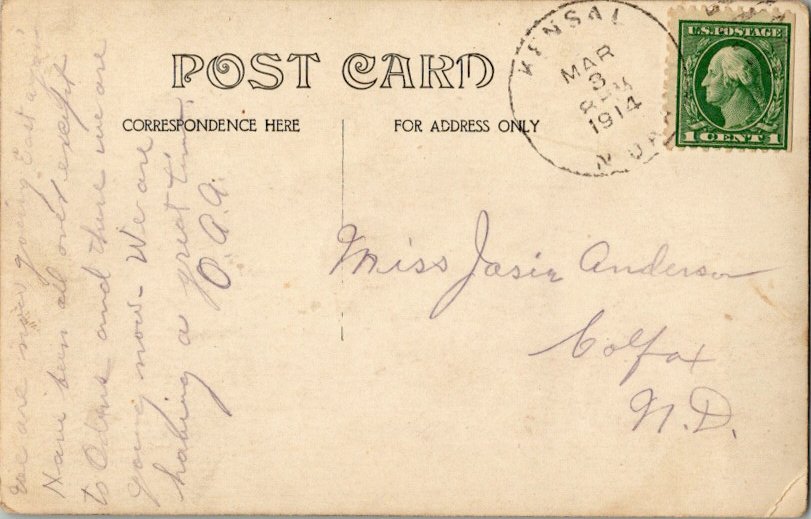 POST CARD
CORRESPONDENCE HERE
FOR ADDRESS ONLY
KENSAL
MAR
3
1914
N. DAK
U.S. POSTAGE
1 CENT 1
We are now going East again
Have been all over except
to and there we are
going now - We are
having a great time.
O.A.A.
Miss Josie Anderson
Colfax
N.D.